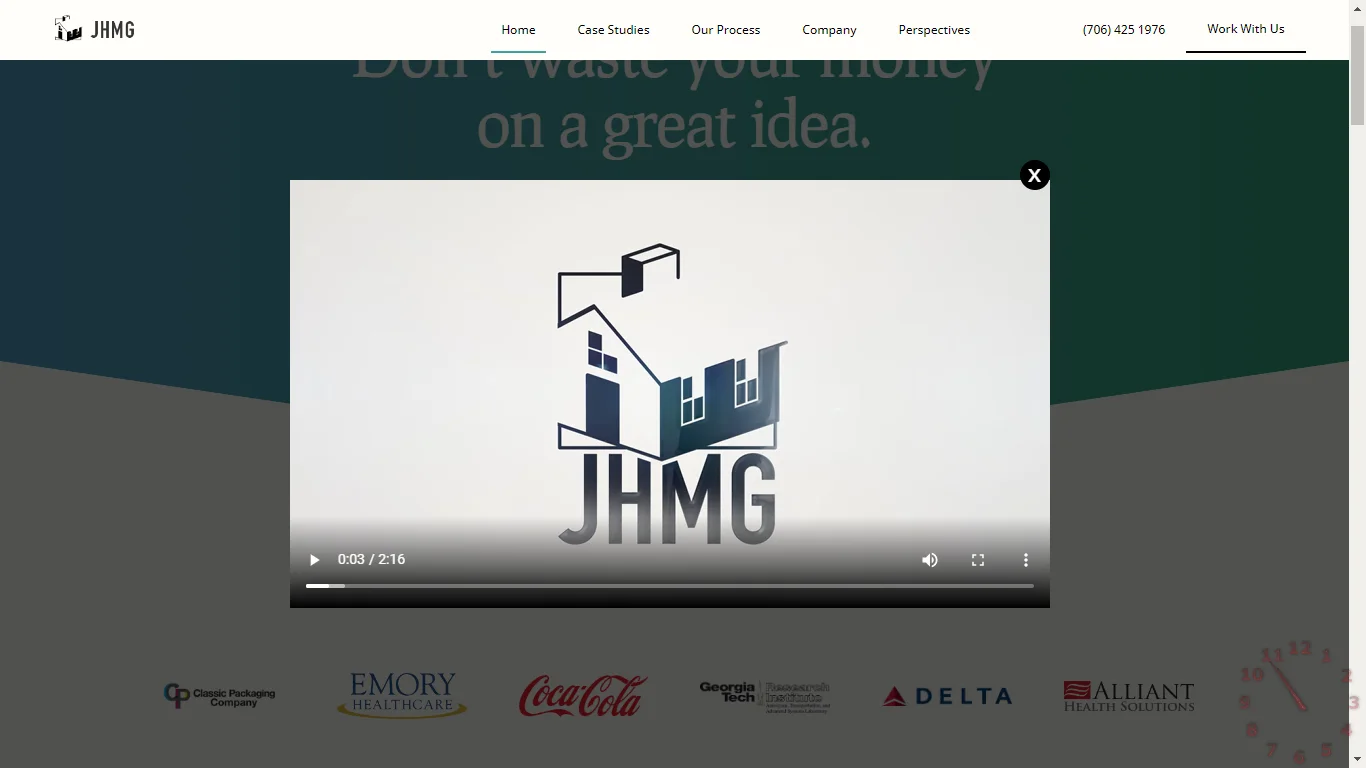 JHMG
Home
Case Studies
Our Process
Company
Perspectives
(706) 425 1976
Work With Us
Don't waste your money
on a great idea.
X
JHMG
0:03 / 2:16
Classic Packaging
Company
EMORY
HEALTHCARE
Coca-Cola
Georgia
Tech
Research
Institute
DELTA
ALLIANT
HEALTH SOLUTIONS
12
1
2
3
4
5
6
7
8
9
10
11